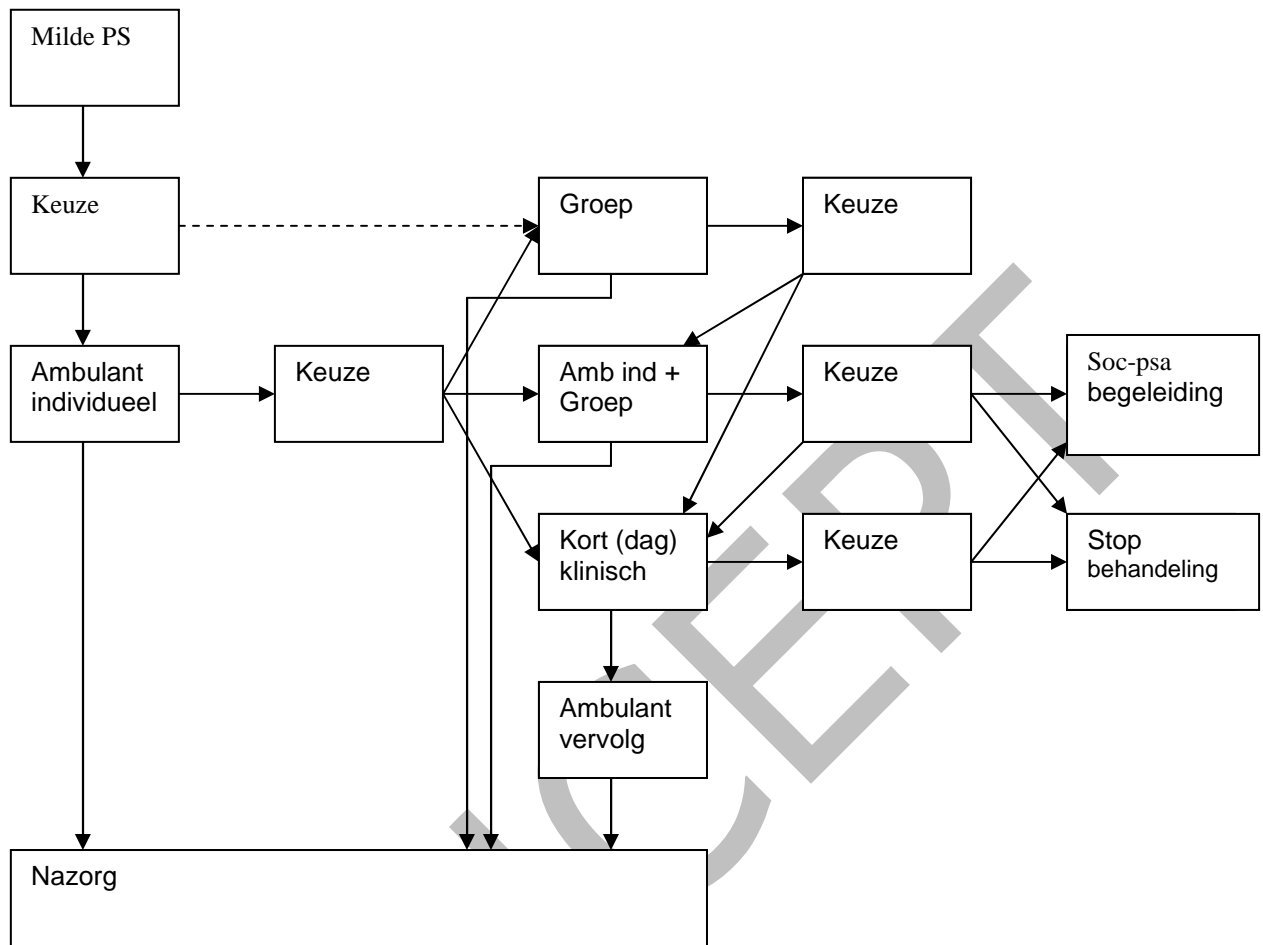 Milde PS
Keuze
Groep
Keuze
Ambulant
individueel
Keuze
Amb ind +
Groep
Keuze
Soc-psa
begeleiding
Kort (dag)
klinisch
Keuze
Stop
behandeling
Ambulant
vervolg
Nazorg